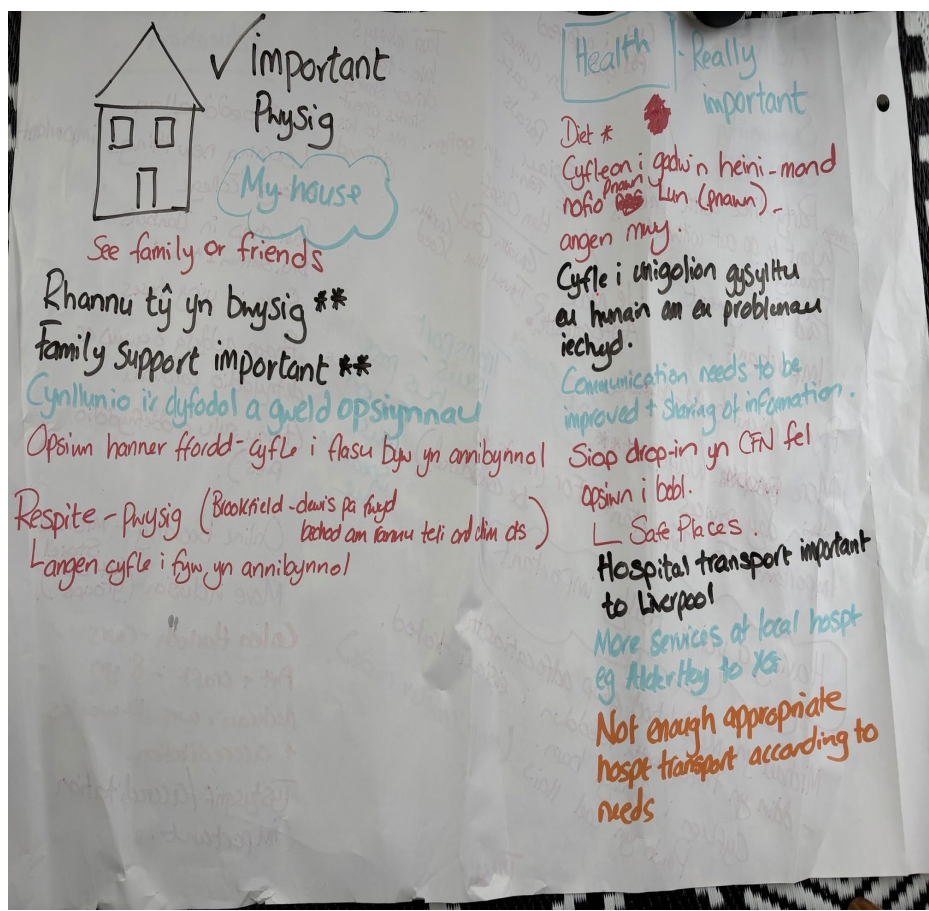 ✓ important
Pwysig
My house
See family or friends
Rhannu tŷ yn bwysig **
Family support important **
Cynllunio i'r dyfodol a gweld opsiynnau
Opsiwn hanner ffordd - cyfle i flasu byw yn annibynnol
Respite - Pwysig (Brookfield - dewis pa fwyd
bechod am rannu teli ond dim ots)
angen cyfle i fyw yn annibynnol
Health - Really
important
Diet *
Cyfleon i gadw'n heini - mond
nofio pnawn Lun (pnawn) -
angen mwy.
Cyfle i unigolion gysylltu
eu hunain am eu problemau
iechyd.
Communication needs to be
improved + sharing of information.
Siop drop-in yn CFN fel
opsiwn i bobl.
Safe Places.
Hospital transport important
to Liverpool
More services at local hospt
eg Alder Hey to
Not enough appropriate
hospt transport according to
needs